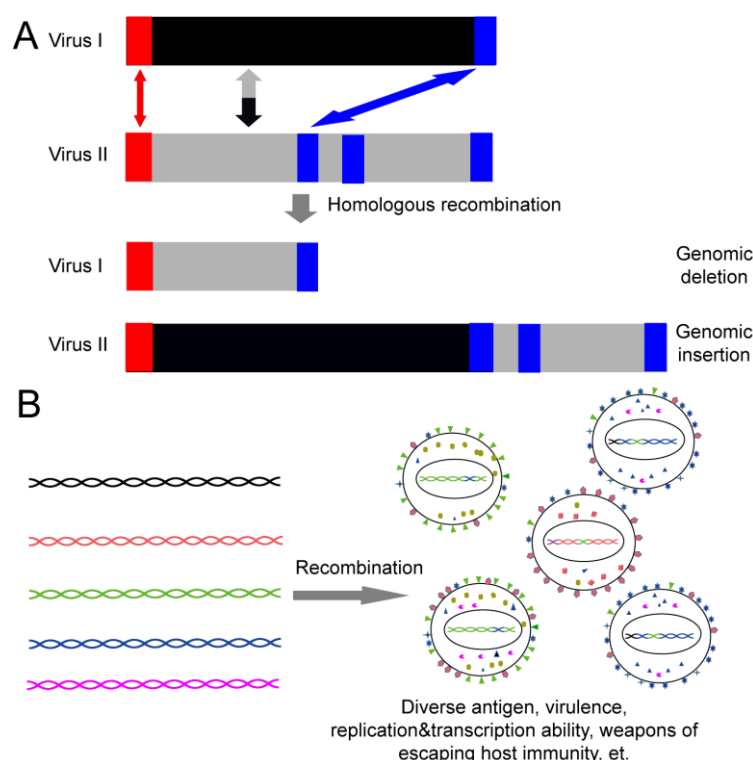 A
Virus I
Virus II
Homologous recombination
Virus I
Genomic
deletion
Virus II
Genomic
insertion
B
Recombination
Diverse antigen, virulence,
replication&transcription ability, weapons of
escaping host immunity, et.